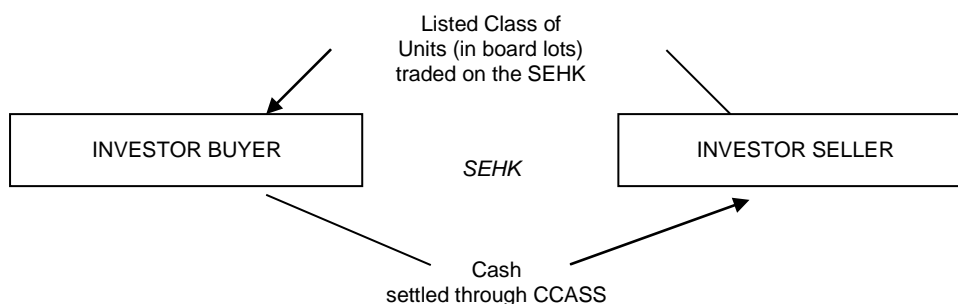 Listed Class of
Units (in board lots)
traded on the SEHK
INVESTOR BUYER
SEHK
INVESTOR SELLER
Cash
settled through CCASS